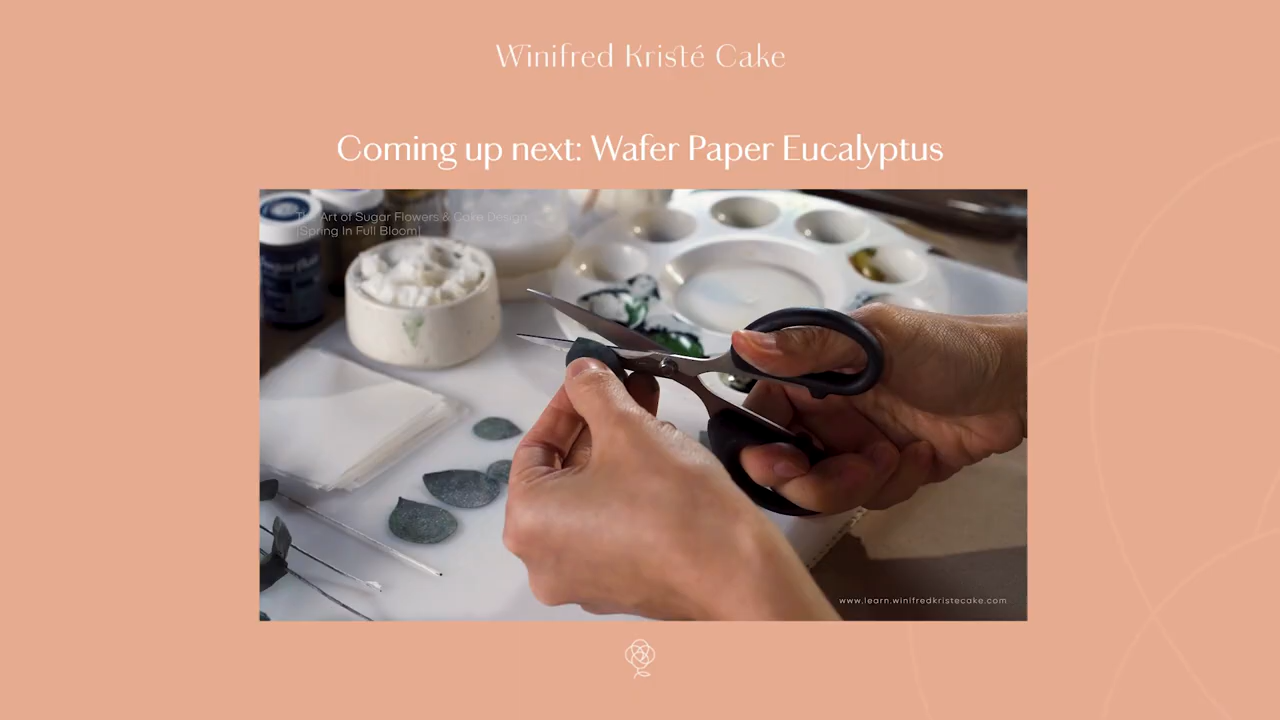 Winifred Kristé Cake
Coming up next: Wafer Paper Eucalyptus
The Art of Sugar Flowers & Cake Design
|Spring In Full Bloom|
www.learn.winifredkristecake.com